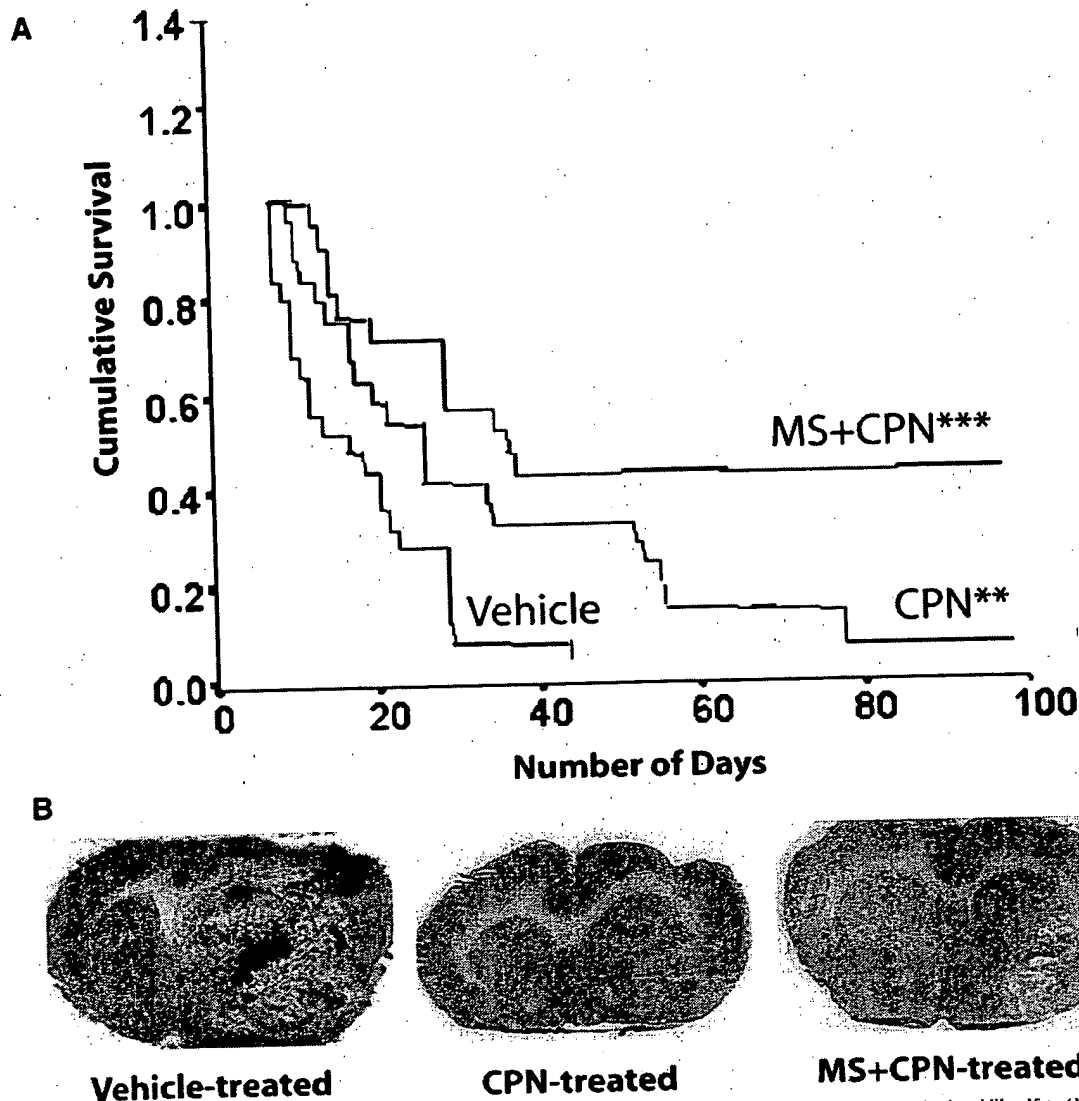 A
1.4
1.2
1.0
0.8
0.6
0.4
0.2
0.0
Cumulative Survival
MS+CPN***
CPN**
Vehicle
0 20 40 60 80 100
Number of Days
B
Vehicle-treated CPN-treated MS+CPN-treated